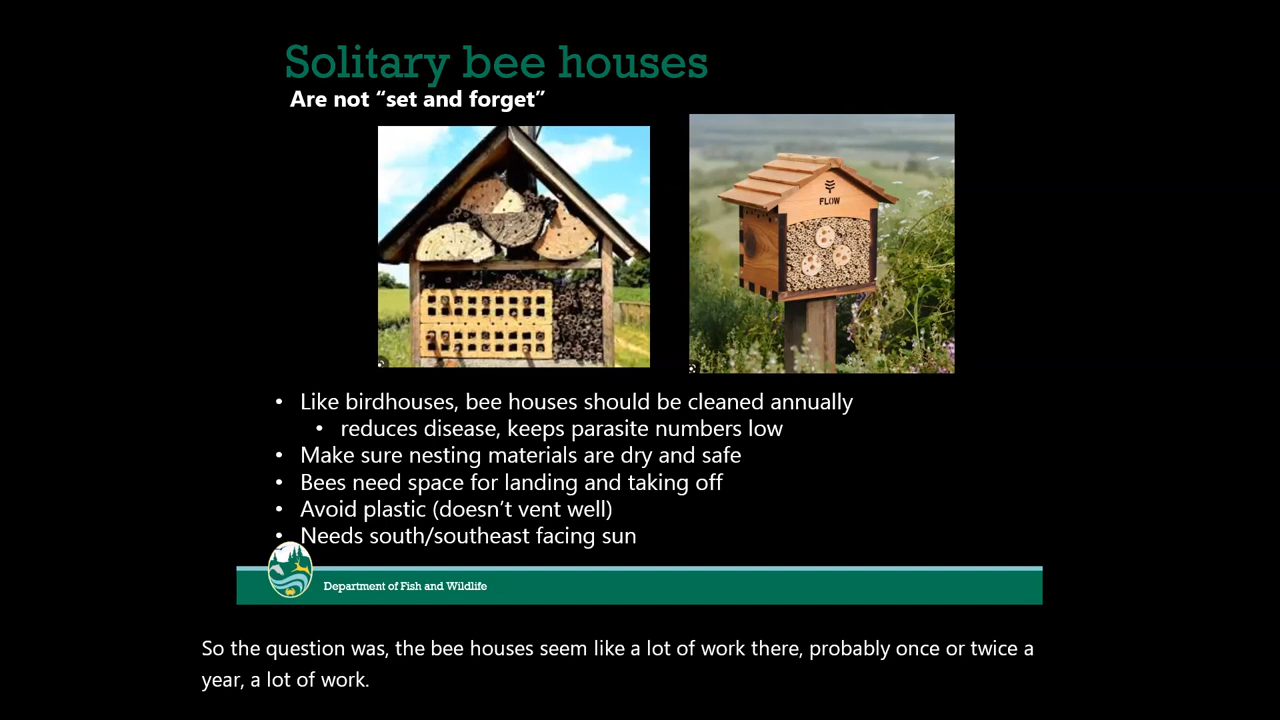 Solitary bee houses
Are not “set and forget”
FLOW
• Like birdhouses, bee houses should be cleaned annually
• reduces disease, keeps parasite numbers low
• Make sure nesting materials are dry and safe
• Bees need space for landing and taking off
• Avoid plastic (doesn’t vent well)
• Needs south/southeast facing sun
Department of Fish and Wildlife
So the question was, the bee houses seem like a lot of work there, probably once or twice a
year, a lot of work.